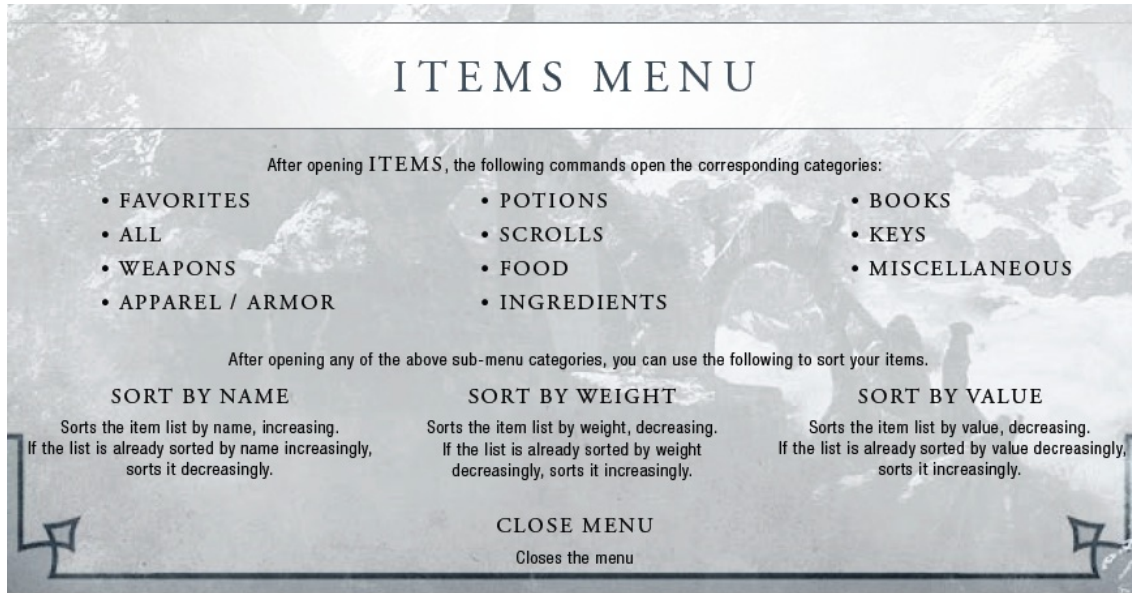 ITEMS MENU
After opening ITEMS, the following commands open the corresponding categories:
• FAVORITES
• ALL
• WEAPONS
• APPAREL / ARMOR
• POTIONS
• SCROLLS
• FOOD
• INGREDIENTS
• BOOKS
• KEYS
• MISCELLANEOUS
After opening any of the above sub-menu categories, you can use the following to sort your items.
SORT BY NAME
Sorts the item list by name, increasing.
If the list is already sorted by name increasingly,
sorts it decreasingly.
SORT BY WEIGHT
Sorts the item list by weight, decreasing.
If the list is already sorted by weight
decreasingly, sorts it increasingly.
SORT BY VALUE
Sorts the item list by value, decreasing.
If the list is already sorted by value decreasingly,
sorts it increasingly.
CLOSE MENU
Closes the menu